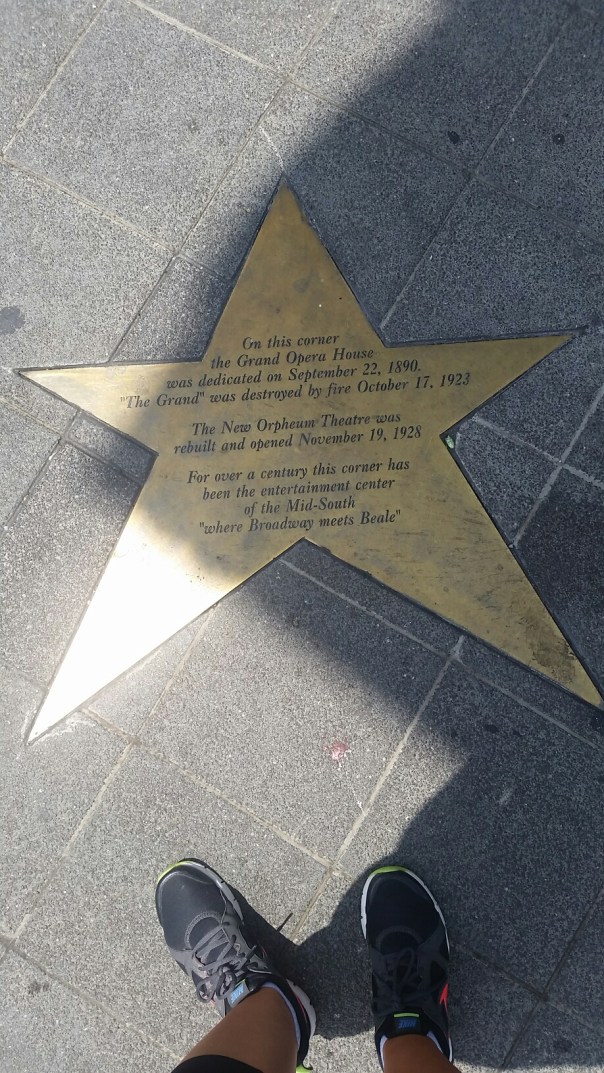 On this corner
the Grand Opera House
was dedicated on September 22, 1890.
"The Grand" was destroyed by fire October 17, 1923
The New Orpheum Theatre was
rebuilt and opened November 19, 1928
For over a century this corner has
been the entertainment center
of the Mid-South
"where Broadway meets Beale"